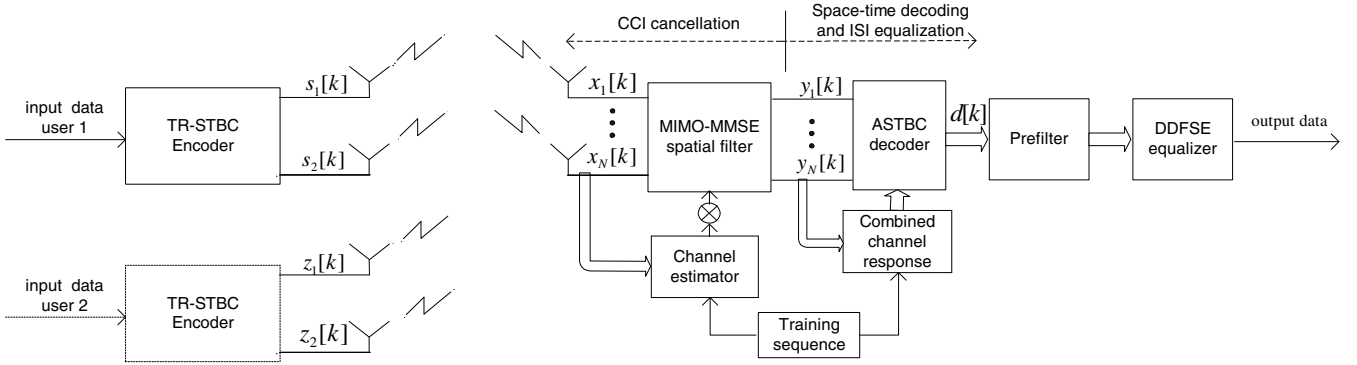 CCI cancellation
Space-time decoding
and ISI equalization
input data
user 1
TR-STBC
Encoder
s₁[k]
s₂[k]
x₁[k]
x_N[k]
MIMO-MMSE
spatial filter
y₁[k]
y_N[k]
ASTBC
decoder
d[k]
Prefilter
DDFSE
equalizer
output data
Channel
estimator
Combined
channel
response
Training
sequence
input data
user 2
TR-STBC
Encoder
z₁[k]
z₂[k]